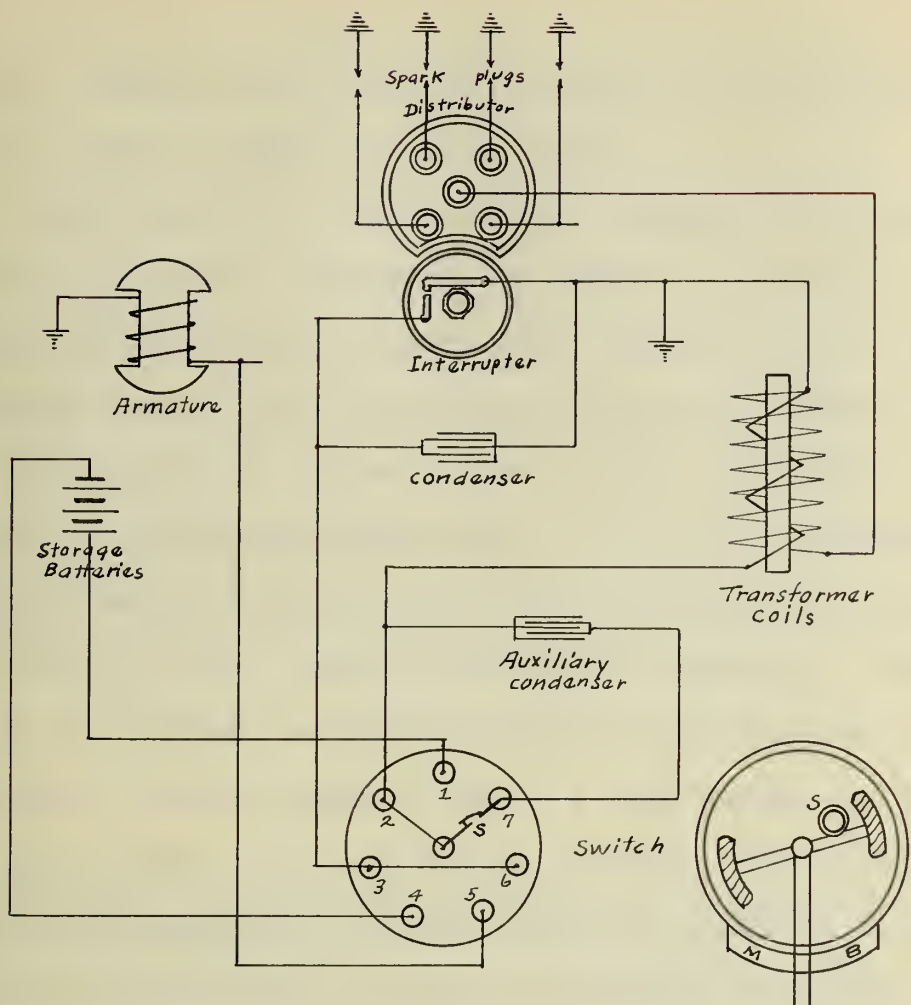 Spark plugs
Distributor
Interrupter
Armature
condenser
Storage
Batteries
Transformer
coils
Auxiliary
condenser
1
2
7
S
S
Switch
3
6
4
5
M
B